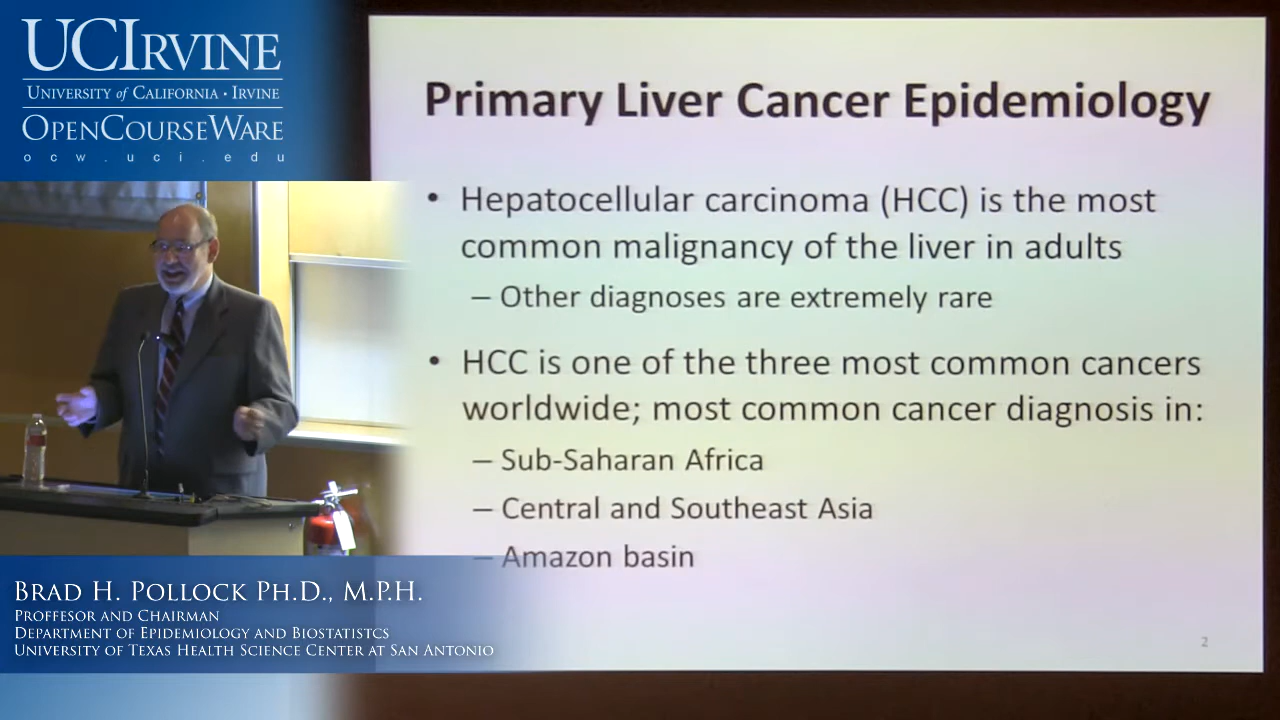 UCIRVINE
UNIVERSITY of CALIFORNIA · IRVINE
OPENCOURSEWARE
ocw.uci.edu
Primary Liver Cancer Epidemiology
• Hepatocellular carcinoma (HCC) is the most
common malignancy of the liver in adults
– Other diagnoses are extremely rare
• HCC is one of the three most common cancers
worldwide; most common cancer diagnosis in:
– Sub-Saharan Africa
– Central and Southeast Asia
– Amazon basin
2
BRAD H. POLLOCK PH.D., M.P.H.
PROFFESOR AND CHAIRMAN
DEPARTMENT OF EPIDEMIOLOGY AND BIOSTATISTCS
UNIVERSITY OF TEXAS HEALTH SCIENCE CENTER AT SAN ANTONIO